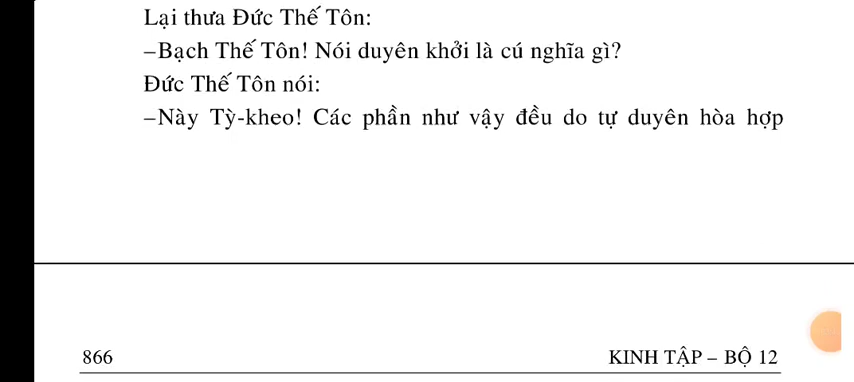 Lại thưa Đức Thế Tôn:
–Bạch Thế Tôn! Nói duyên khởi là cú nghĩa gì?
Đức Thế Tôn nói:
–Này Tỳ-kheo! Các phần như vậy đều do tự duyên hòa hợp
866 KINH TẬP – BỘ 12